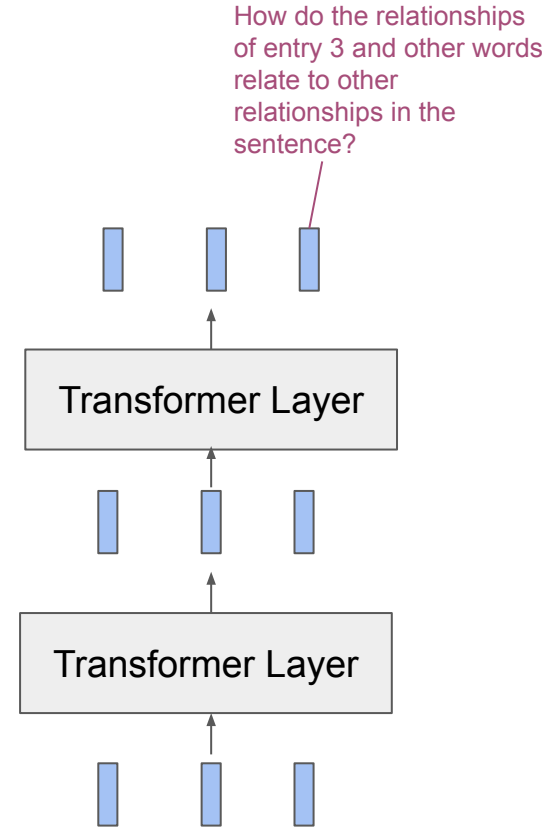 How do the relationships
of entry 3 and other words
relate to other
relationships in the
sentence?
Transformer Layer
Transformer Layer